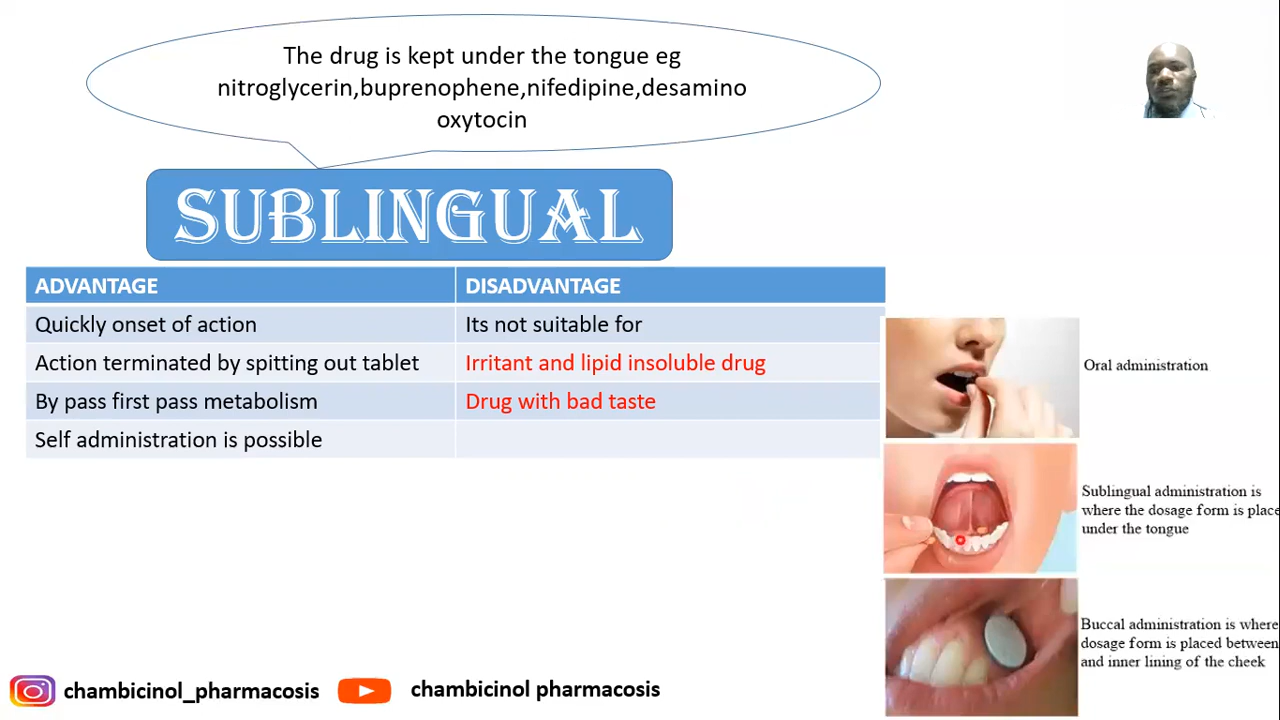 The drug is kept under the tongue eg
nitroglycerin,buprenophene,nifedipine,desamino
oxytocin
SUBLINGUAL
ADVANTAGE
DISADVANTAGE
Quickly onset of action
Its not suitable for
Action terminated by spitting out tablet
Irritant and lipid insoluble drug
By pass first pass metabolism
Drug with bad taste
Self administration is possible
Oral administration
Sublingual administration is
where the dosage form is place
under the tongue
Buccal administration is where
dosage form is placed between
and inner lining of the cheek
chambicinol_pharmacosis
chambicinol pharmacosis